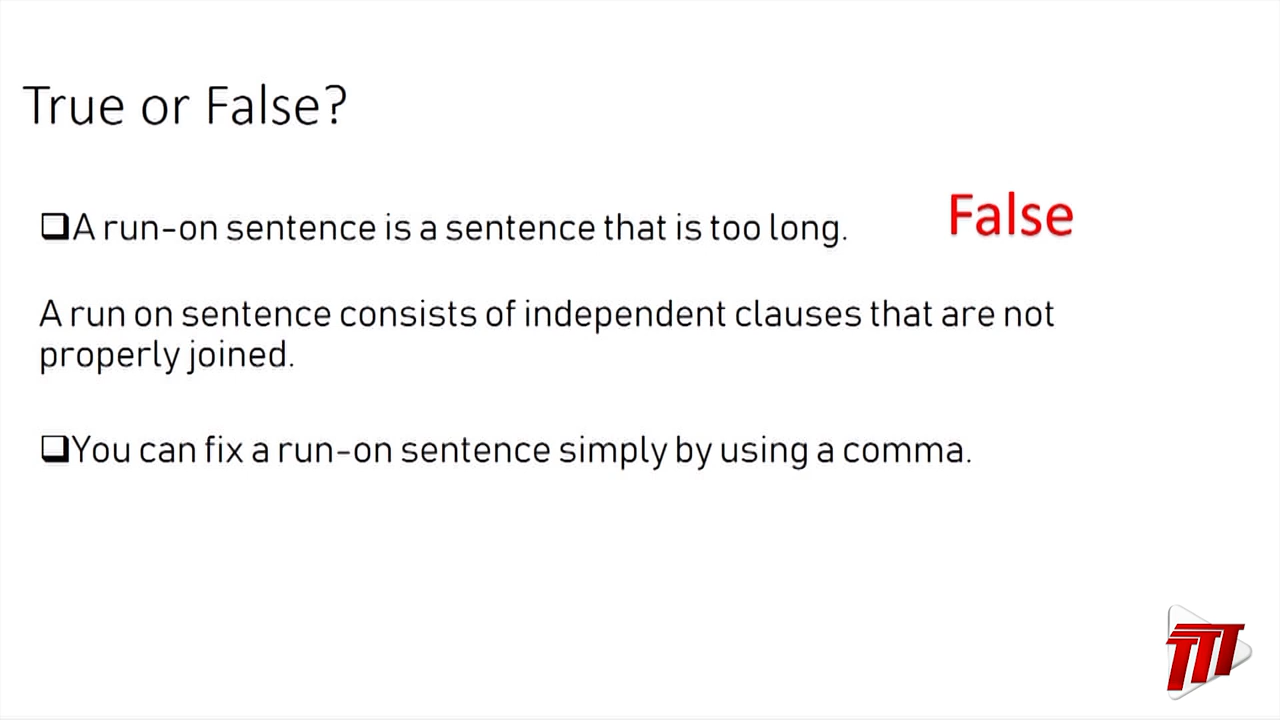 True or False?
❑A run-on sentence is a sentence that is too long.
False
A run on sentence consists of independent clauses that are not
properly joined.
❑You can fix a run-on sentence simply by using a comma.
TTT